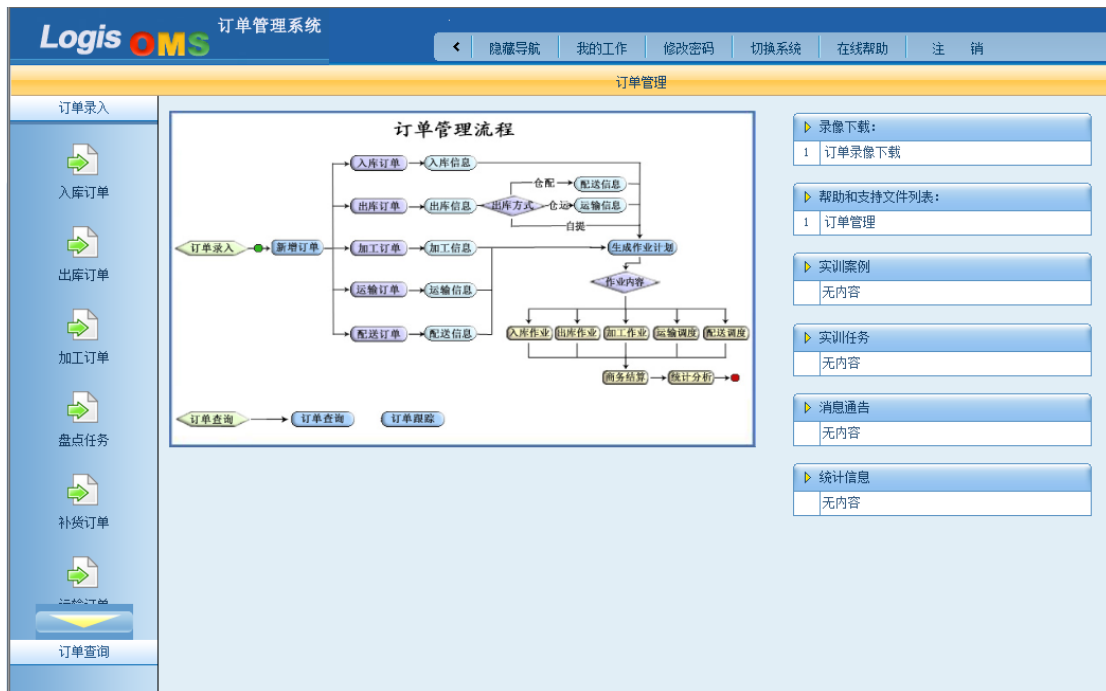 Logis OMS 订单管理系统
隐藏导航 我的工作 修改密码 切换系统 在线帮助 注 销
订单管理
订单录入
入库订单
出库订单
加工订单
盘点任务
补货订单
运输订单
订单查询
订单管理流程
入库订单 入库信息
仓配 配送信息
出库订单 出库信息 出库方式 仓运 运输信息
自提
订单录入 新增订单 加工订单 加工信息 生成作业计划
作业内容
运输订单 运输信息
入库作业 出库作业 加工作业 运输调度 配送调度
配送订单 配送信息
商务结算 统计分析
订单查询 订单查询 订单跟踪
录像下载:
1 订单录像下载
帮助和支持文件列表:
1 订单管理
实训案例
无内容
实训任务
无内容
消息通告
无内容
统计信息
无内容